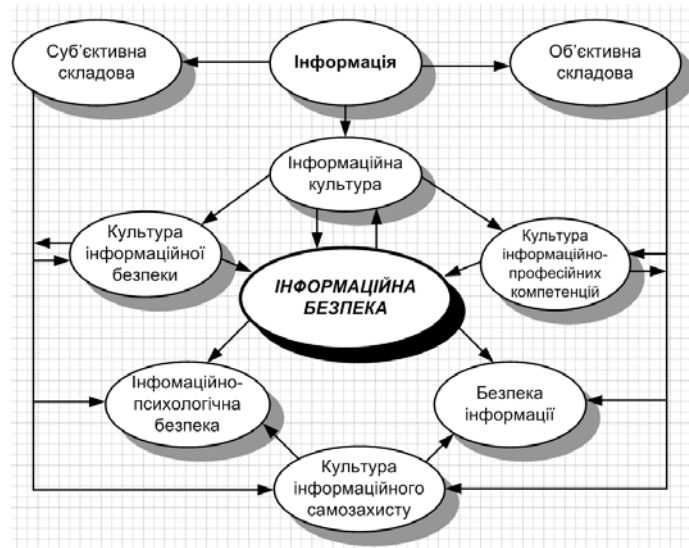 Суб’єктивна
складова
Інформація
Об’єктивна
складова
Інформаційна
культура
Культура
інформаційної
безпеки
Культура
інформаційно-
професійних
компетенцій
ІНФОРМАЦІЙНА
БЕЗПЕКА
Інфомаційно-
психологічна
безпека
Безпека
інформації
Культура
інформаційного
самозахисту